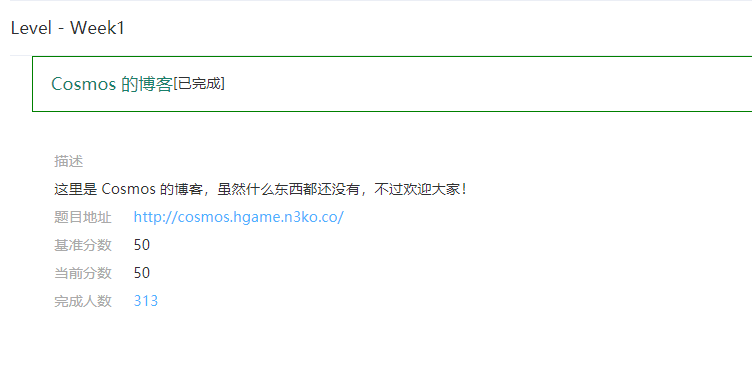 Level - Week1
Cosmos 的博客[已完成]
描述
这里是 Cosmos 的博客，虽然什么东西都还没有，不过欢迎大家！
题目地址 http://cosmos.hgame.n3ko.co/
基准分数 50
当前分数 50
完成人数 313